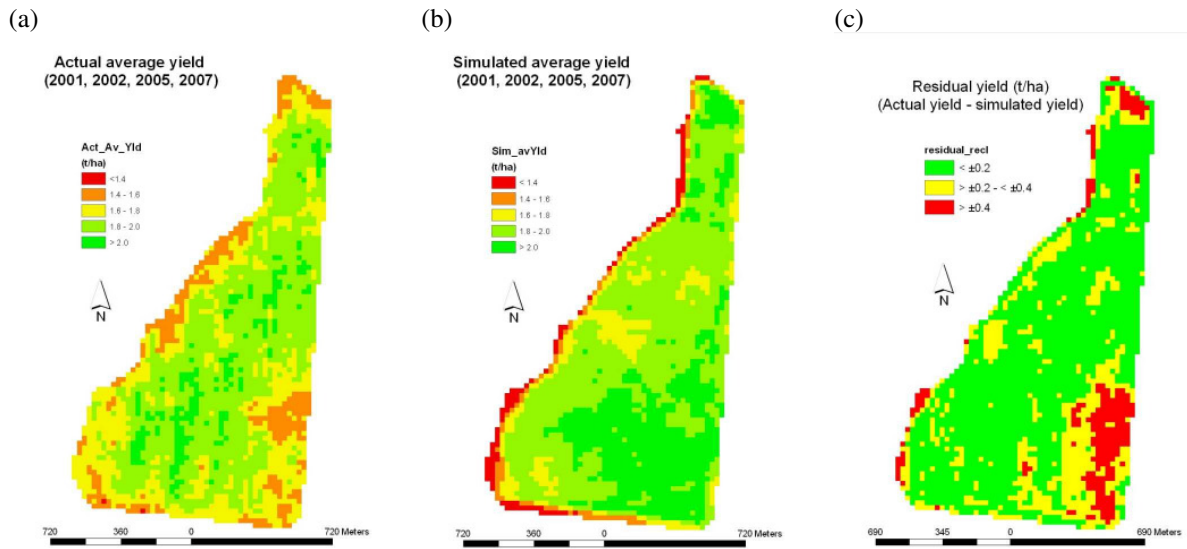 (a)
Actual average yield
(2001, 2002, 2005, 2007)
Act_Av_Yld
(t/ha)
<1.4
1.4 - 1.6
1.6 - 1.8
1.8 - 2.0
> 2.0
N
720 360 0 720 Meters
(b)
Simulated average yield
(2001, 2002, 2005, 2007)
Sim_avYld
(t/ha)
< 1.4
1.4 - 1.6
1.6 - 1.8
1.8 - 2.0
> 2.0
N
720 360 0 720 Meters
(c)
Residual yield (t/ha)
(Actual yield - simulated yield)
residual_recl
< ±0.2
> ±0.2 - < ±0.4
> ±0.4
N
690 345 0 690 Meters